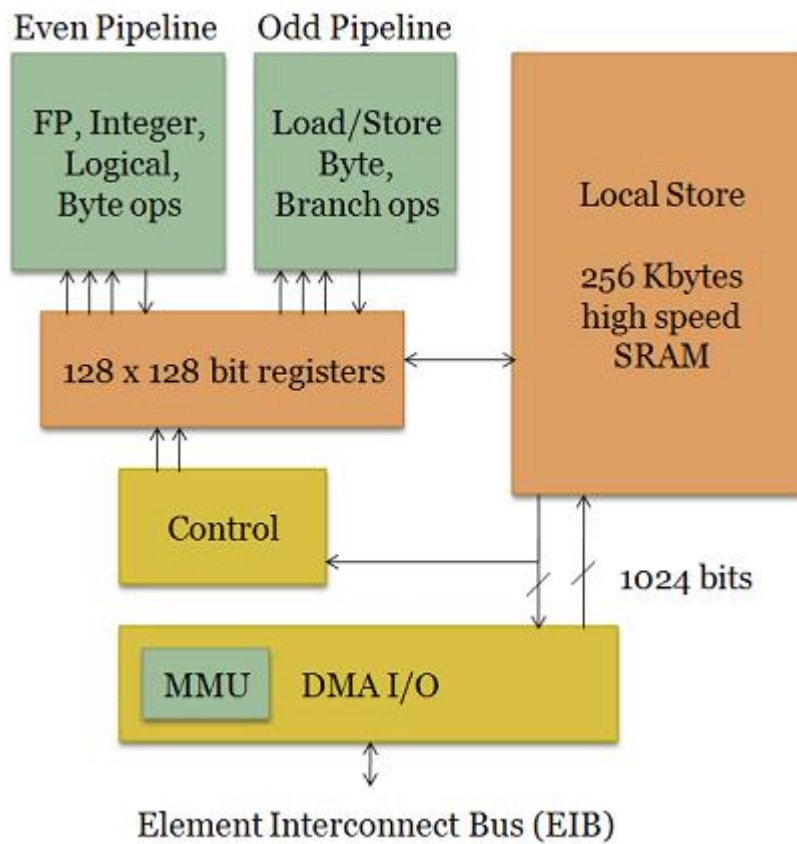 Even Pipeline
Odd Pipeline
FP, Integer,
Logical,
Byte ops
Load/Store
Byte,
Branch ops
Local Store
256 Kbytes
high speed
SRAM
128 x 128 bit registers
Control
1024 bits
MMU
DMA I/O
Element Interconnect Bus (EIB)